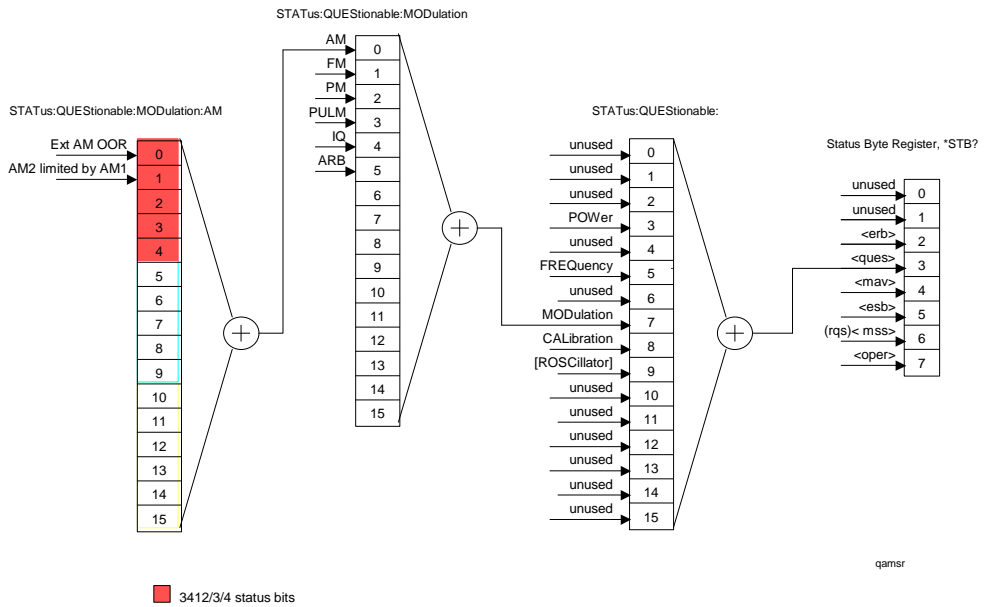 STATus:QUEStionable:MODulation
AM
FM
PM
PULM
IQ
ARB
0
1
2
3
4
5
6
7
8
9
10
11
12
13
14
15
STATus:QUEStionable:MODulation:AM
Ext AM OOR
AM2 limited by AM1
0
1
2
3
4
5
6
7
8
9
10
11
12
13
14
15
STATus:QUEStionable:
unused 0
unused 1
unused 2
POWer 3
unused 4
FREQuency 5
unused 6
MODulation 7
CALibration 8
[ROSCillator] 9
unused 10
unused 11
unused 12
unused 13
unused 14
unused 15
Status Byte Register, *STB?
unused 0
unused 1
<erb> 2
<ques> 3
<mav> 4
<esb> 5
(rqs)< mss> 6
<oper> 7
qamsr
3412/3/4 status bits